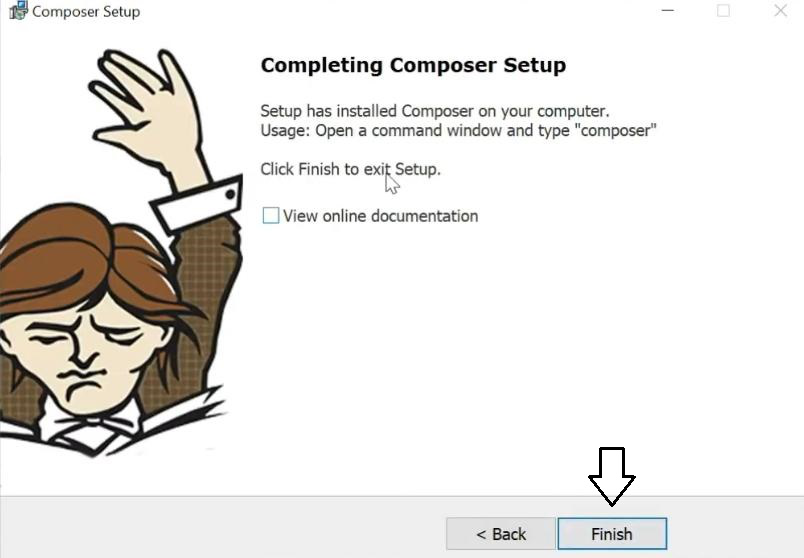 Composer Setup
Completing Composer Setup
Setup has installed Composer on your computer.
Usage: Open a command window and type "composer"
Click Finish to exit Setup.
View online documentation
< Back
Finish